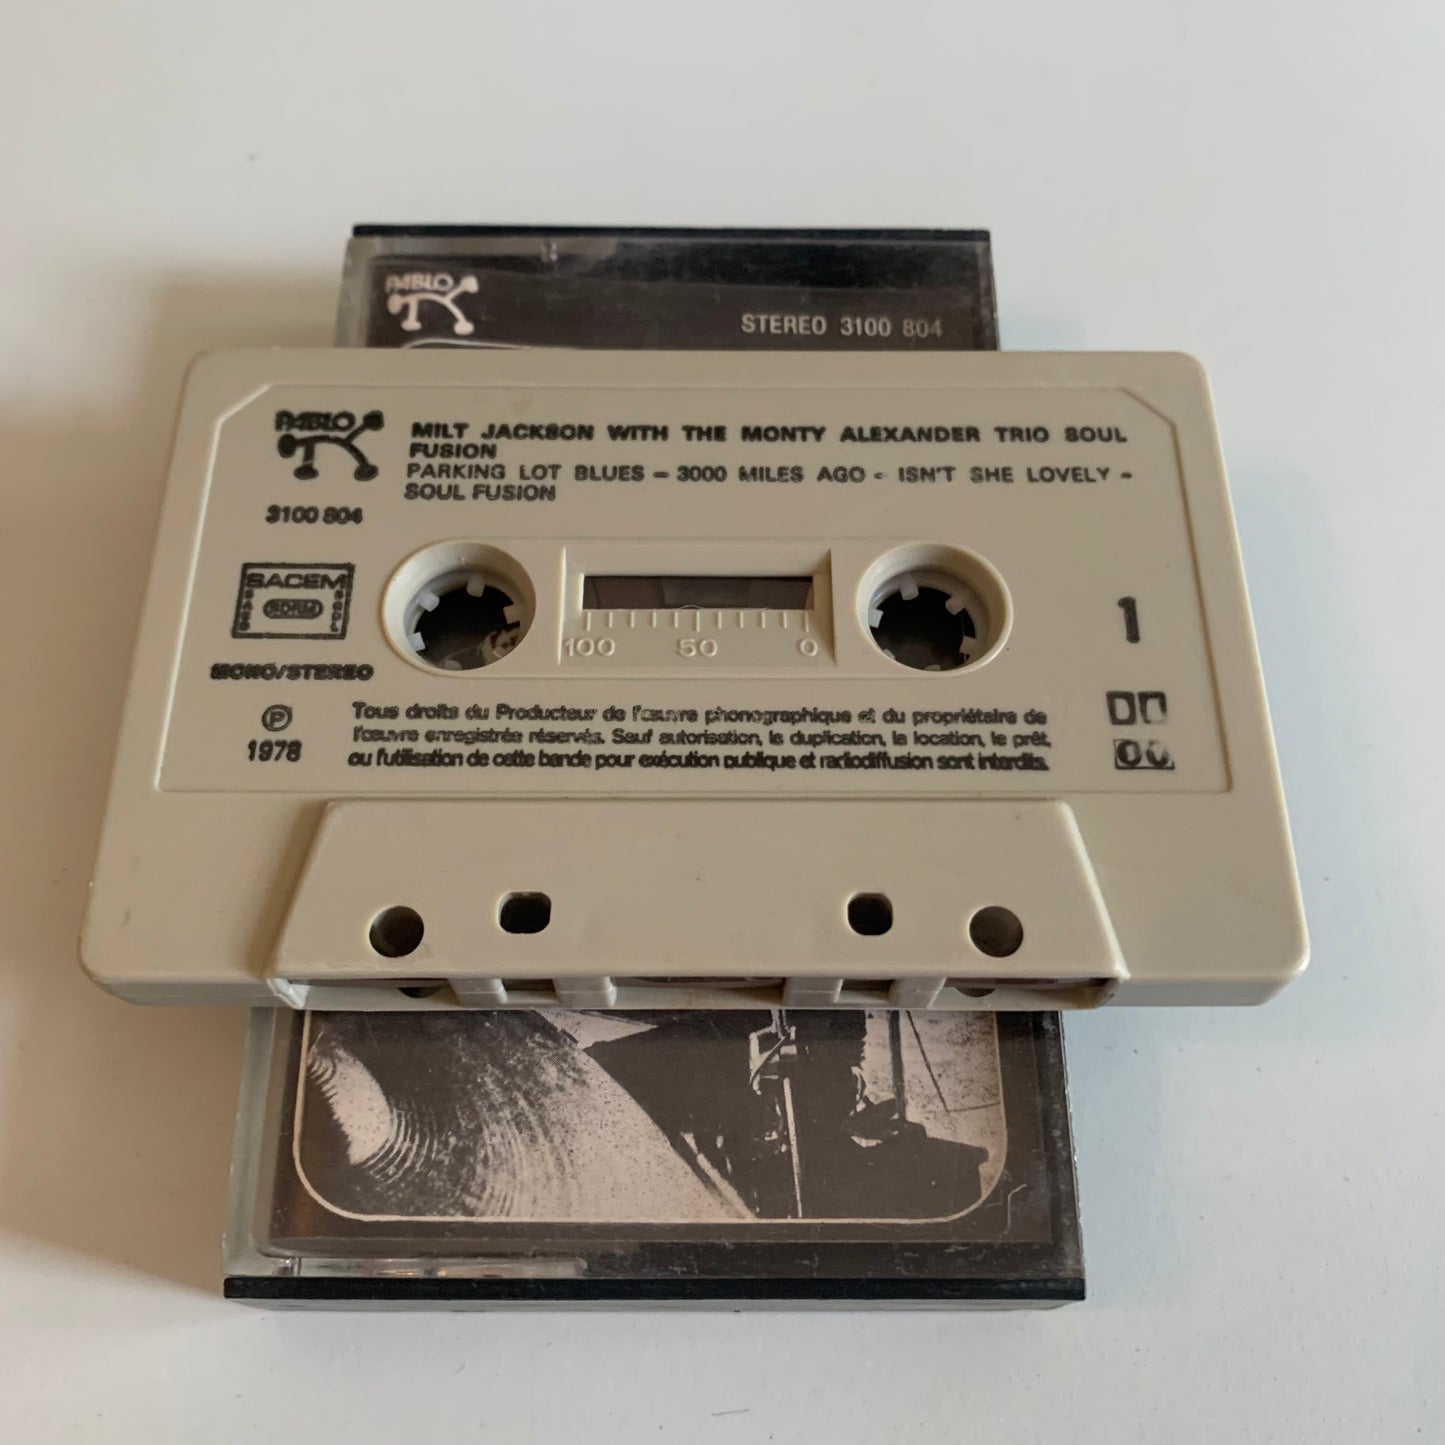 PABLO
STEREO 3100 804
PABLO
MILT JACKSON WITH THE MONTY ALEXANDER TRIO SOUL
FUSION
PARKING LOT BLUES - 3000 MILES AGO - ISN'T SHE LOVELY -
SOUL FUSION
3100 804
SACEM
SDRM
1
100 50 0
MONO/STEREO
Ⓟ
1978
Tous droits du Producteur de l'œuvre phonographique et du propriétaire de
l'œuvre enregistrée réservés. Sauf autorisation, la duplication, la location, le prêt,
ou l'utilisation de cette bande pour exécution publique et radiodiffusion sont interdits.